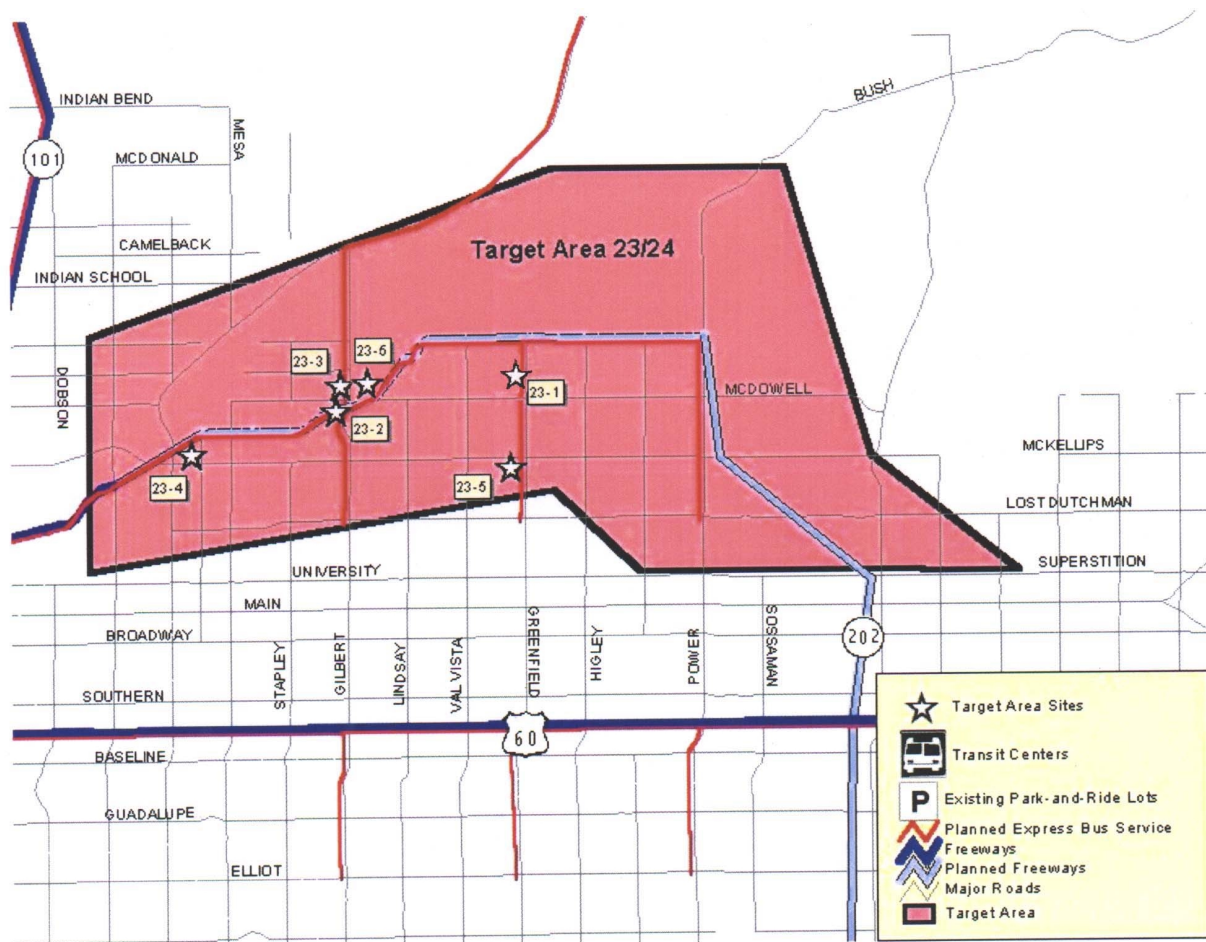 INDIAN BEND
BUSH
MESA
101
MCDONALD
CAMELBACK
Target Area 23/24
INDIAN SCHOOL
23-3
23-6
DOBSON
23-1
MCDOWELL
23-2
MCKELLIPS
23-4
23-5
LOST DUTCHMAN
UNIVERSITY
SUPERSTITION
MAIN
BROADWAY
STAPLEY
GILBERT
LINDSAY
VAL VISTA
GREENFIELD
HIGLEY
POWER
SOSSAMAN
202
SOUTHERN
60
BASELINE
GUADALUPE
ELLIOT
Target Area Sites
Transit Centers
P Existing Park-and-Ride Lots
Planned Express Bus Service
Freeways
Planned Freeways
Major Roads
Target Area